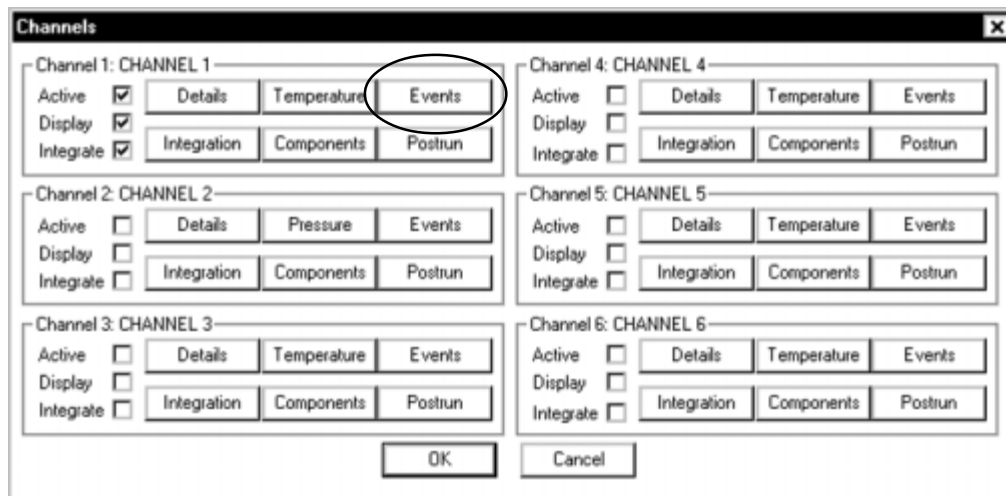 Channels
Channel 1: CHANNEL 1
Active Details Temperature Events
Display
Integrate Integration Components Postrun
Channel 2: CHANNEL 2
Active Details Pressure Events
Display
Integrate Integration Components Postrun
Channel 3: CHANNEL 3
Active Details Temperature Events
Display
Integrate Integration Components Postrun
Channel 4: CHANNEL 4
Active Details Temperature Events
Display
Integrate Integration Components Postrun
Channel 5: CHANNEL 5
Active Details Temperature Events
Display
Integrate Integration Components Postrun
Channel 6: CHANNEL 6
Active Details Temperature Events
Display
Integrate Integration Components Postrun
OK Cancel